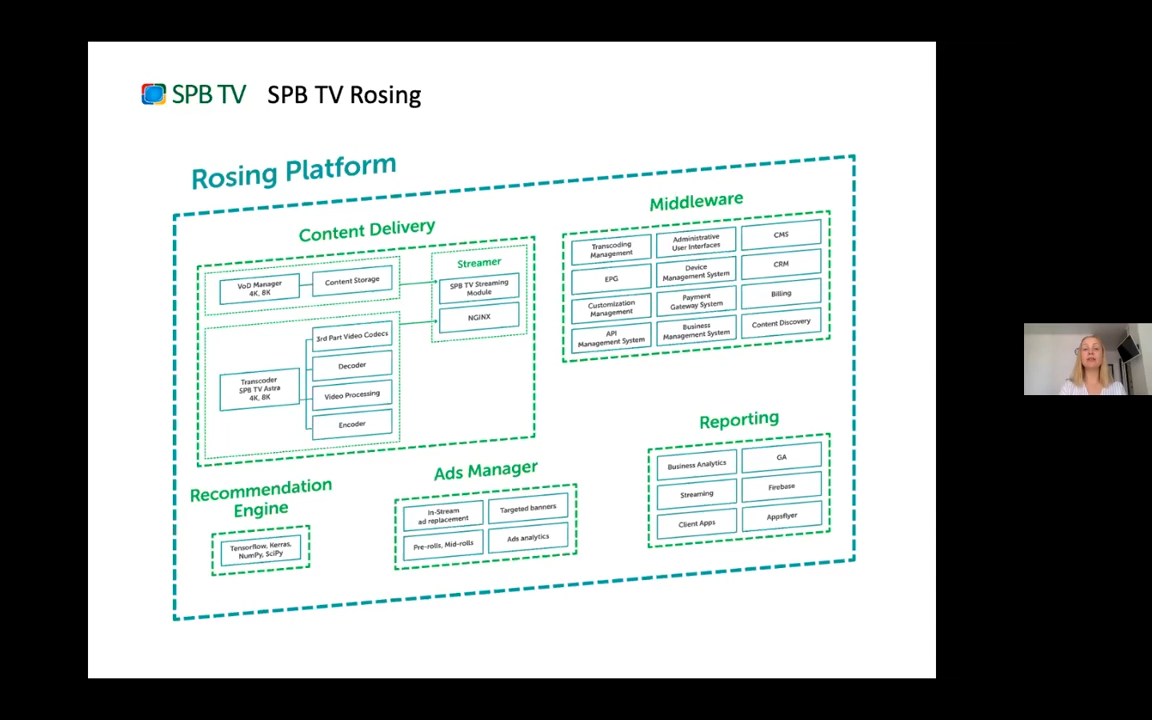 SPB TV SPB TV Rosing
Rosing Platform
Content Delivery
VoD Manager
4K, 8K
Content Storage
Streamer
SPB TV Streaming
Module
NGINX
Transcoder
SPB TV Astra
4K, 8K
3rd Part Video Codecs
Decoder
Video Processing
Encoder
Middleware
Transcoding
Management
Administrative
User Interfaces
CMS
EPG
Device
Management System
CRM
Customization
Management
Payment
Gateway System
Billing
API
Management System
Business
Management System
Content Discovery
Recommendation
Engine
Tensorflow, Kerras,
NumPy, SciPy
Ads Manager
In-Stream
ad replacement
Targeted banners
Pre-rolls, Mid-rolls
Ads analytics
Reporting
Business Analytics
GA
Streaming
Firebase
Client Apps
Appsflyer